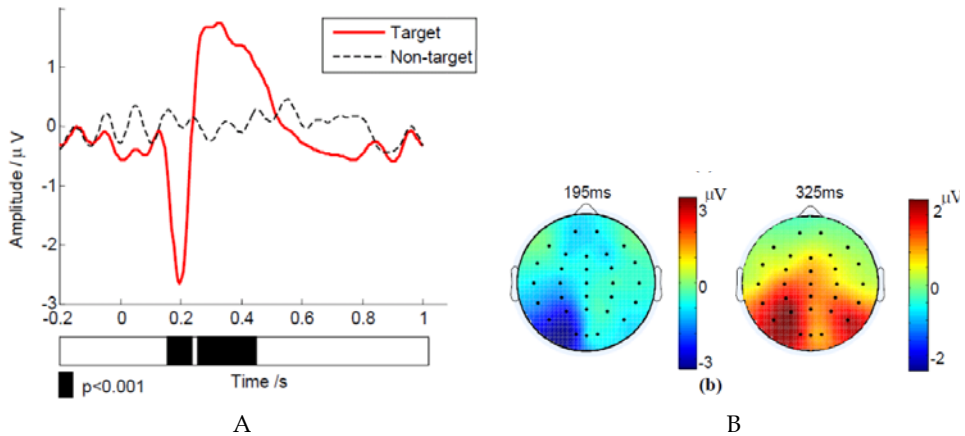 Target
Non-target
Amplitude / μ V
1
0
-1
-2
-3
-0.2
0
0.2
0.4
0.6
0.8
1
p<0.001
Time /s
A
195ms
μV
3
0
-3
325ms
μV
2
0
-2
(b)
B